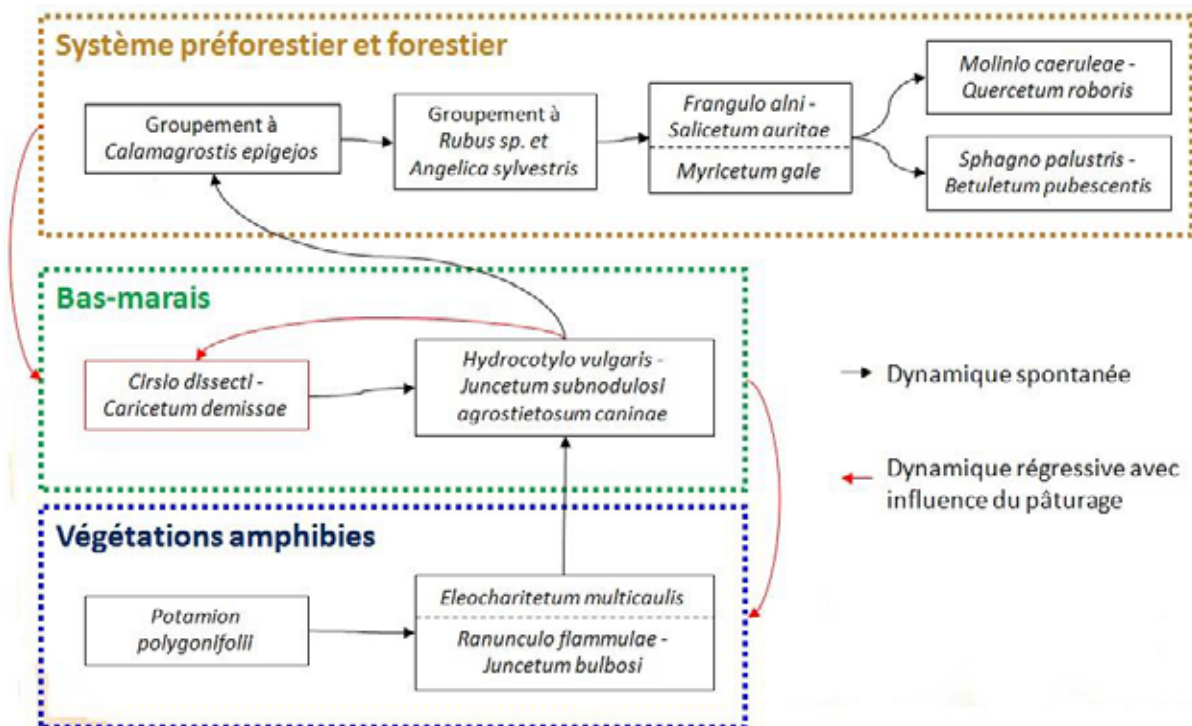 Système préforestier et forestier
Groupement à
Calamagrostis epigejos
Groupement à
Rubus sp. et
Angelica sylvestris
Frangulo alni -
Salicetum auritae
Myricetum gale
Molinio caeruleae -
Quercetum roboris
Sphagno palustris -
Betuletum pubescentis
Bas-marais
Cirsio dissecti -
Caricetum demissae
Hydrocotylo vulgaris -
Juncetum subnodulosi
agrostietosum caninae
Dynamique spontanée
Dynamique régressive avec
influence du pâturage
Végétations amphibies
Potamion
polygonifolii
Eleocharitetum multicaulis
Ranunculo flammulae -
Juncetum bulbosi